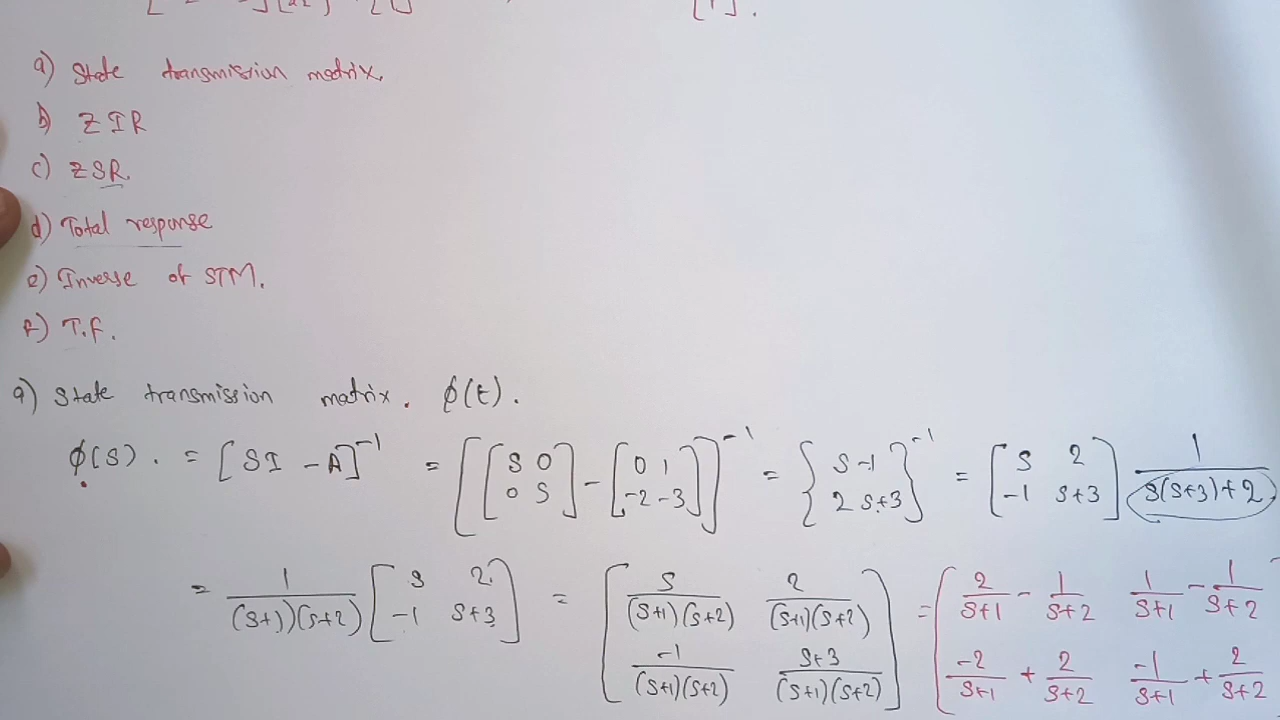 a) State transmission matrix.
b) ZIR
c) ZSR.
d) Total response
e) Inverse of STM.
f) T.f.
a) State transmission matrix. ϕ(t).
ϕ(s). = [SI - A]^-1 = [[S 0; 0 S] - [0 1; -2 -3]]^-1 = {S -1; 2 S+3}^-1 = [S 2; -1 S+3] 1/(S(S+3)+2)
= 1/((S+1)(S+2)) [S 2; -1 S+3] = [S/((S+1)(S+2)) 2/((S+1)(S+2)); -1/((S+1)(S+2)) S+3/((S+1)(S+2))] = [2/(S+1) - 1/(S+2) 1/(S+1) - 1/(S+2); -2/(S+1) + 2/(S+2) -1/(S+1) + 2/(S+2)]